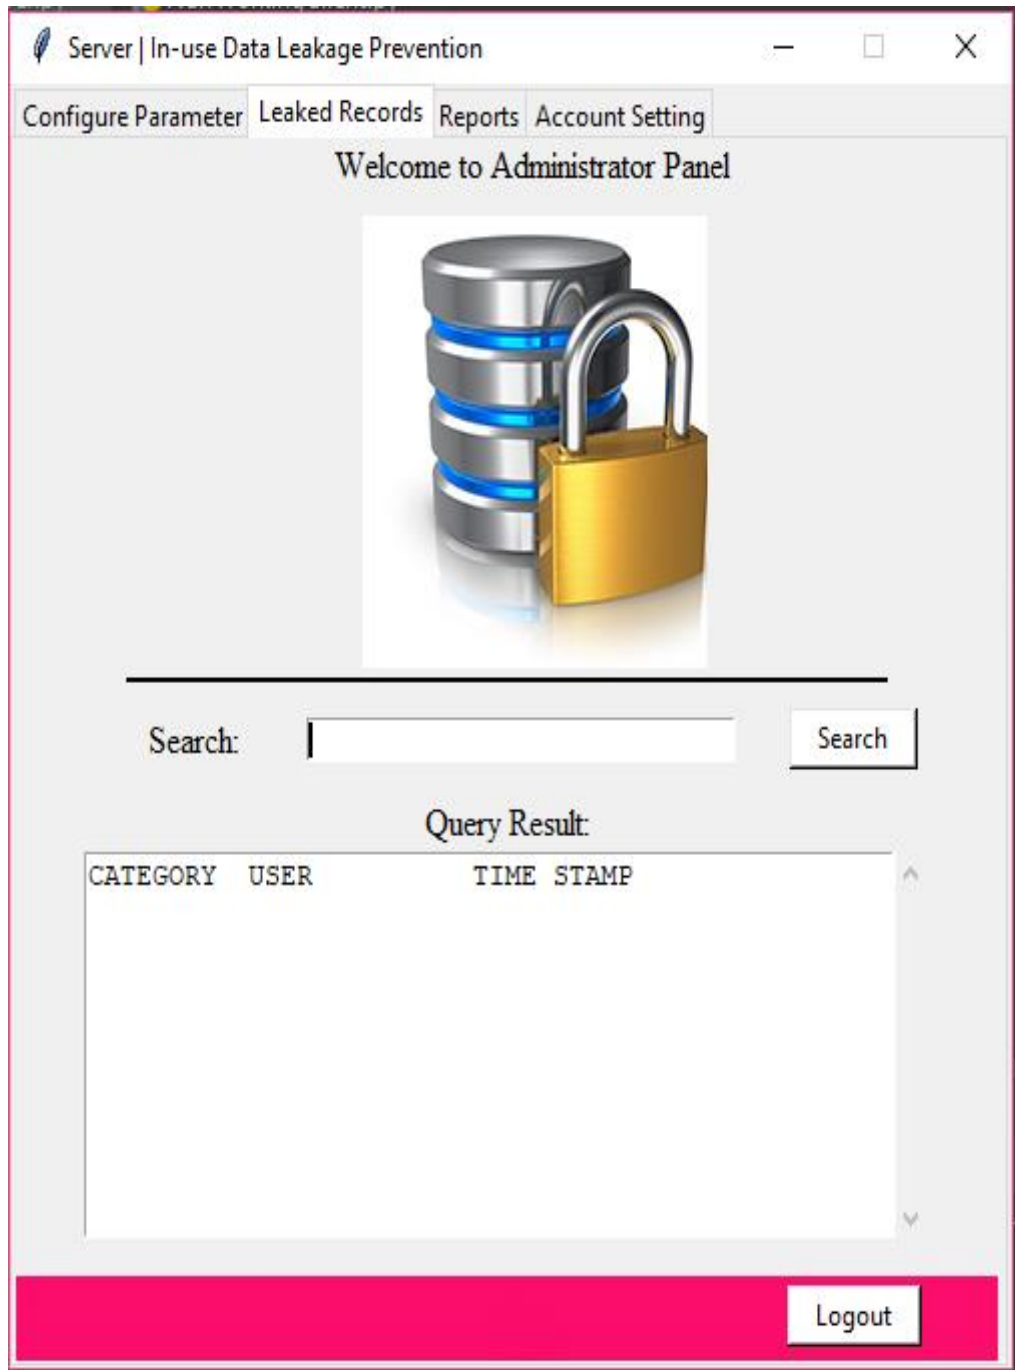 Server | In-use Data Leakage Prevention
Configure Parameter Leaked Records Reports Account Setting
Welcome to Administrator Panel
Search: Search
Query Result:
CATEGORY USER TIME STAMP
Logout